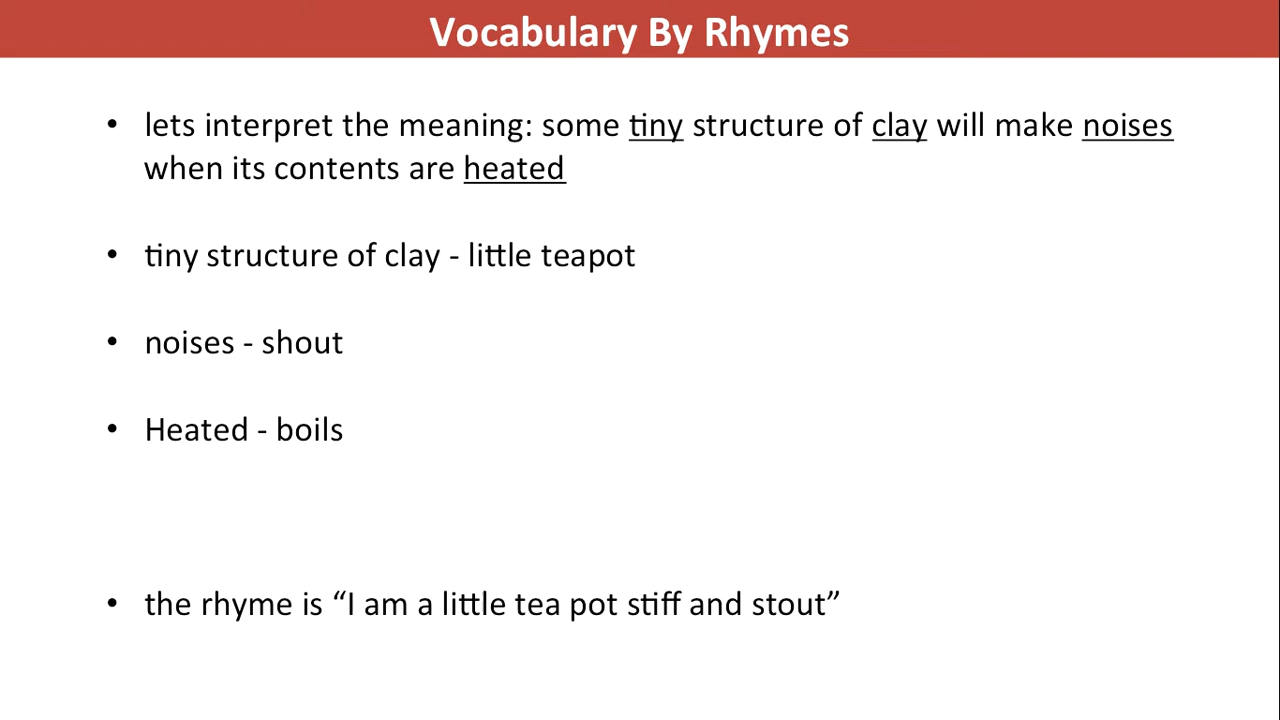 Vocabulary By Rhymes
• lets interpret the meaning: some tiny structure of clay will make noises
when its contents are heated
• tiny structure of clay - little teapot
• noises - shout
• Heated - boils
• the rhyme is “I am a little tea pot stiff and stout”